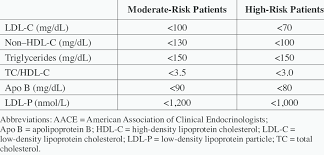 Moderate-Risk Patients High-Risk Patients
LDL-C (mg/dL) <100 <70
Non–HDL-C (mg/dL) <130 <100
Triglycerides (mg/dL) <150 <150
TC/HDL-C <3.5 <3.0
Apo B (mg/dL) <90 <80
LDL-P (nmol/L) <1,200 <1,000
Abbreviations: AACE = American Association of Clinical Endocrinologists;
Apo B = apolipoprotein B; HDL-C = high-density lipoprotein cholesterol; LDL-C =
low-density lipoprotein cholesterol; LDL-P = low-density lipoprotein particle; TC = total
cholesterol.